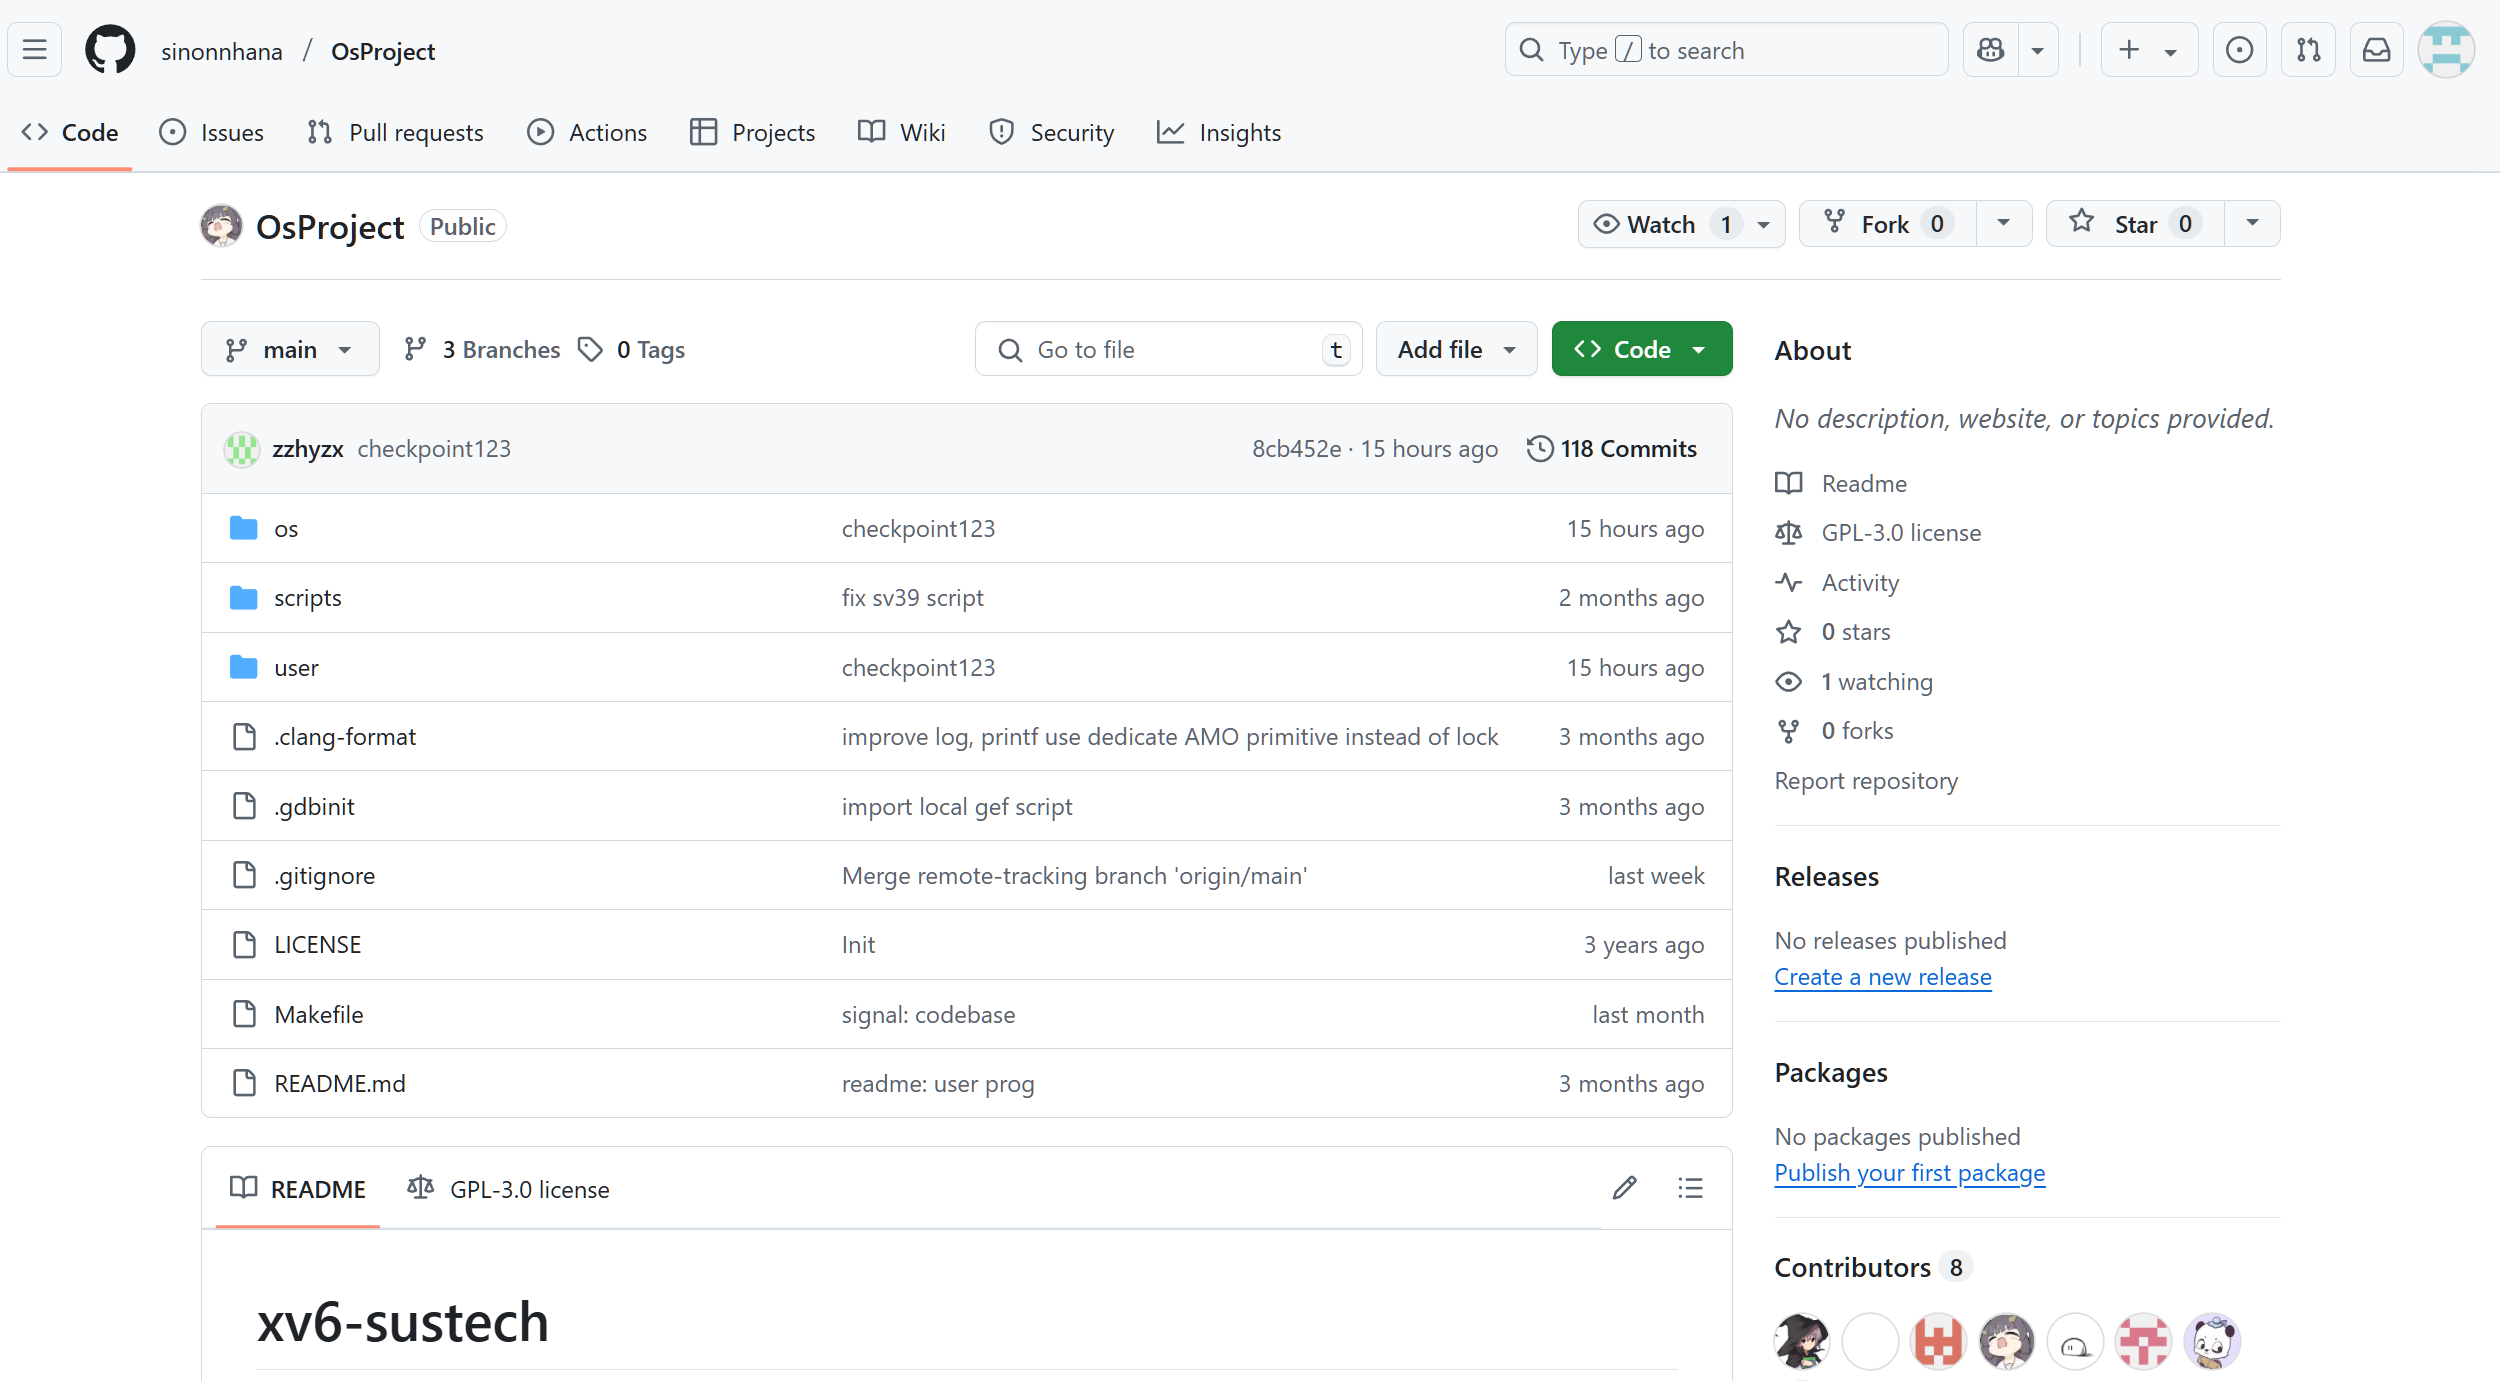 sinonnhana / OsProject
Type / to search
Code Issues Pull requests Actions Projects Wiki Security Insights
OsProject Public
Watch 1 Fork 0 Star 0
main 3 Branches 0 Tags Go to file t Add file Code
zzhyzx checkpoint123 8cb452e · 15 hours ago 118 Commits
os checkpoint123 15 hours ago
scripts fix sv39 script 2 months ago
user checkpoint123 15 hours ago
.clang-format improve log, printf use dedicate AMO primitive instead of lock 3 months ago
.gdbinit import local gef script 3 months ago
.gitignore Merge remote-tracking branch 'origin/main' last week
LICENSE Init 3 years ago
Makefile signal: codebase last month
README.md readme: user prog 3 months ago
README GPL-3.0 license
xv6-sustech
About
No description, website, or topics provided.
Readme
GPL-3.0 license
Activity
0 stars
1 watching
0 forks
Report repository
Releases
No releases published
Create a new release
Packages
No packages published
Publish your first package
Contributors 8